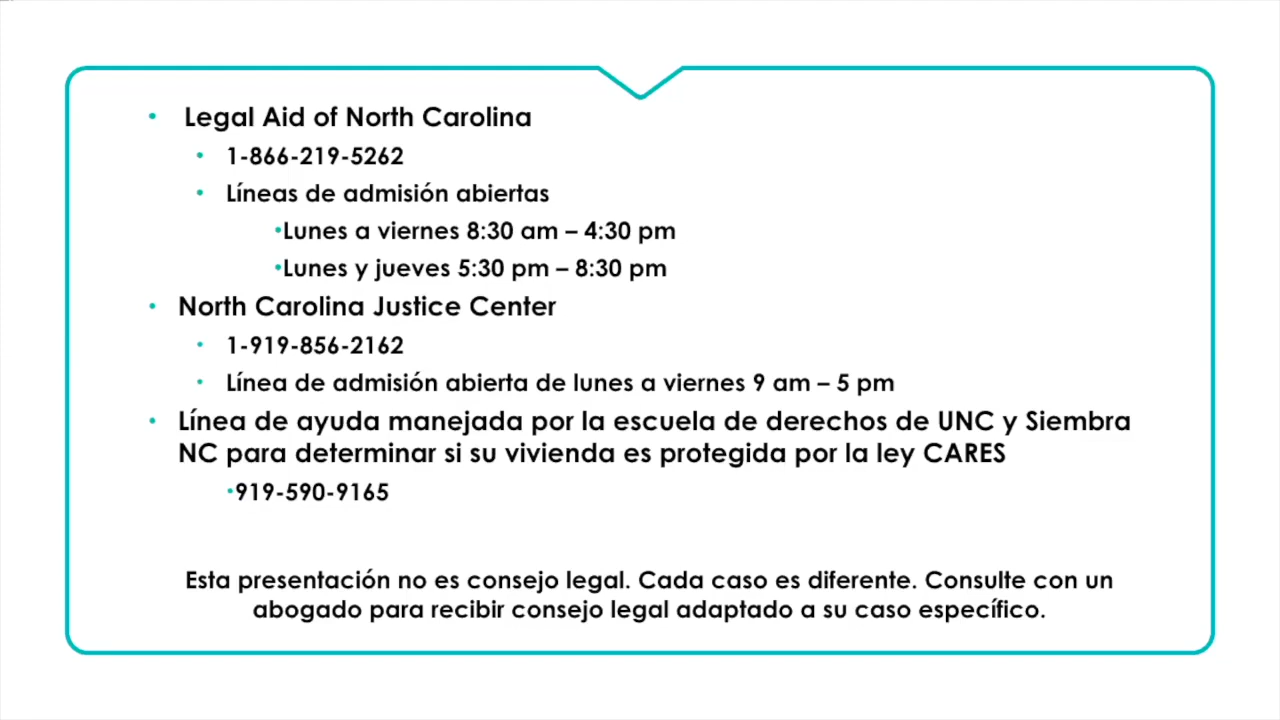 • Legal Aid of North Carolina
• 1-866-219-5262
• Líneas de admisión abiertas
•Lunes a viernes 8:30 am – 4:30 pm
•Lunes y jueves 5:30 pm – 8:30 pm
• North Carolina Justice Center
• 1-919-856-2162
• Línea de admisión abierta de lunes a viernes 9 am – 5 pm
• Línea de ayuda manejada por la escuela de derechos de UNC y Siembra
NC para determinar si su vivienda es protegida por la ley CARES
•919-590-9165
Esta presentación no es consejo legal. Cada caso es diferente. Consulte con un
abogado para recibir consejo legal adaptado a su caso específico.